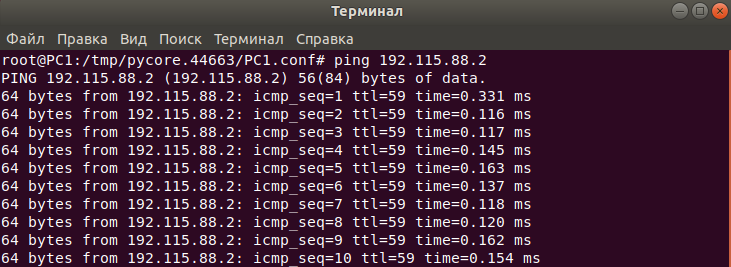 Терминал
Файл Правка Вид Поиск Терминал Справка
root@PC1:/tmp/pycore.44663/PC1.conf# ping 192.115.88.2
PING 192.115.88.2 (192.115.88.2) 56(84) bytes of data.
64 bytes from 192.115.88.2: icmp_seq=1 ttl=59 time=0.331 ms
64 bytes from 192.115.88.2: icmp_seq=2 ttl=59 time=0.116 ms
64 bytes from 192.115.88.2: icmp_seq=3 ttl=59 time=0.117 ms
64 bytes from 192.115.88.2: icmp_seq=4 ttl=59 time=0.145 ms
64 bytes from 192.115.88.2: icmp_seq=5 ttl=59 time=0.163 ms
64 bytes from 192.115.88.2: icmp_seq=6 ttl=59 time=0.137 ms
64 bytes from 192.115.88.2: icmp_seq=7 ttl=59 time=0.118 ms
64 bytes from 192.115.88.2: icmp_seq=8 ttl=59 time=0.120 ms
64 bytes from 192.115.88.2: icmp_seq=9 ttl=59 time=0.162 ms
64 bytes from 192.115.88.2: icmp_seq=10 ttl=59 time=0.154 ms